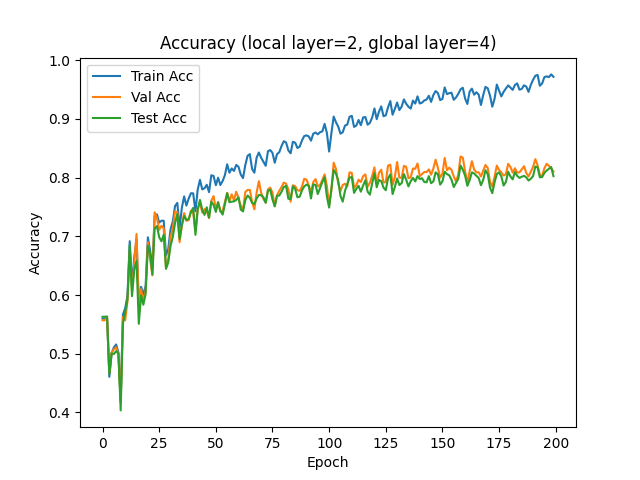 Accuracy (local layer=2, global layer=4)
Train Acc
Val Acc
Test Acc
1.0
0.9
0.8
0.7
0.6
0.5
0.4
Accuracy
0 25 50 75 100 125 150 175 200
Epoch